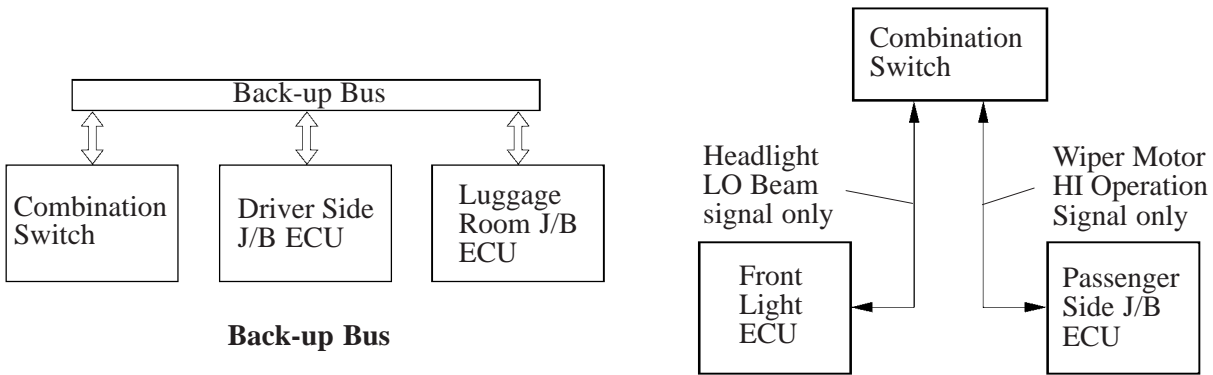 Back-up Bus
Combination
Switch
Driver Side
J/B ECU
Luggage
Room J/B
ECU
Back-up Bus
Combination
Switch
Headlight
LO Beam
signal only
Wiper Motor
HI Operation
Signal only
Front
Light
ECU
Passenger
Side J/B
ECU